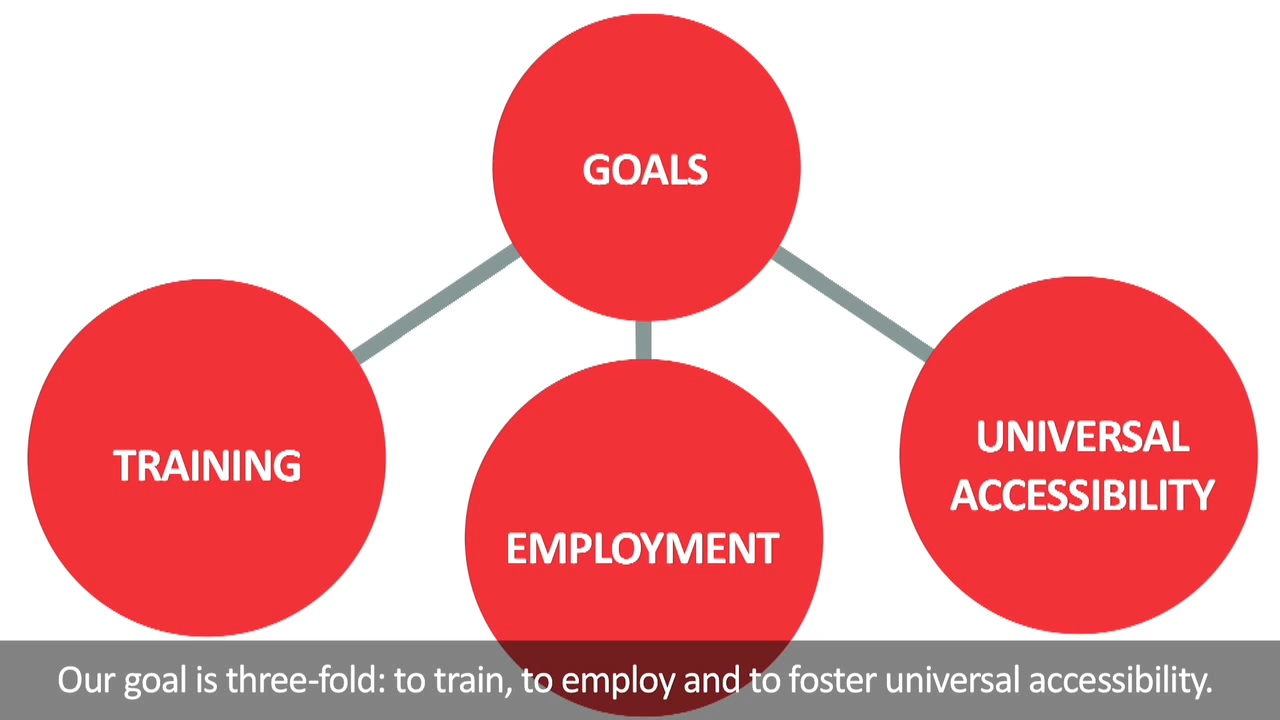 GOALS
TRAINING
EMPLOYMENT
UNIVERSAL
ACCESSIBILITY
Our goal is three-fold: to train, to employ and to foster universal accessibility.